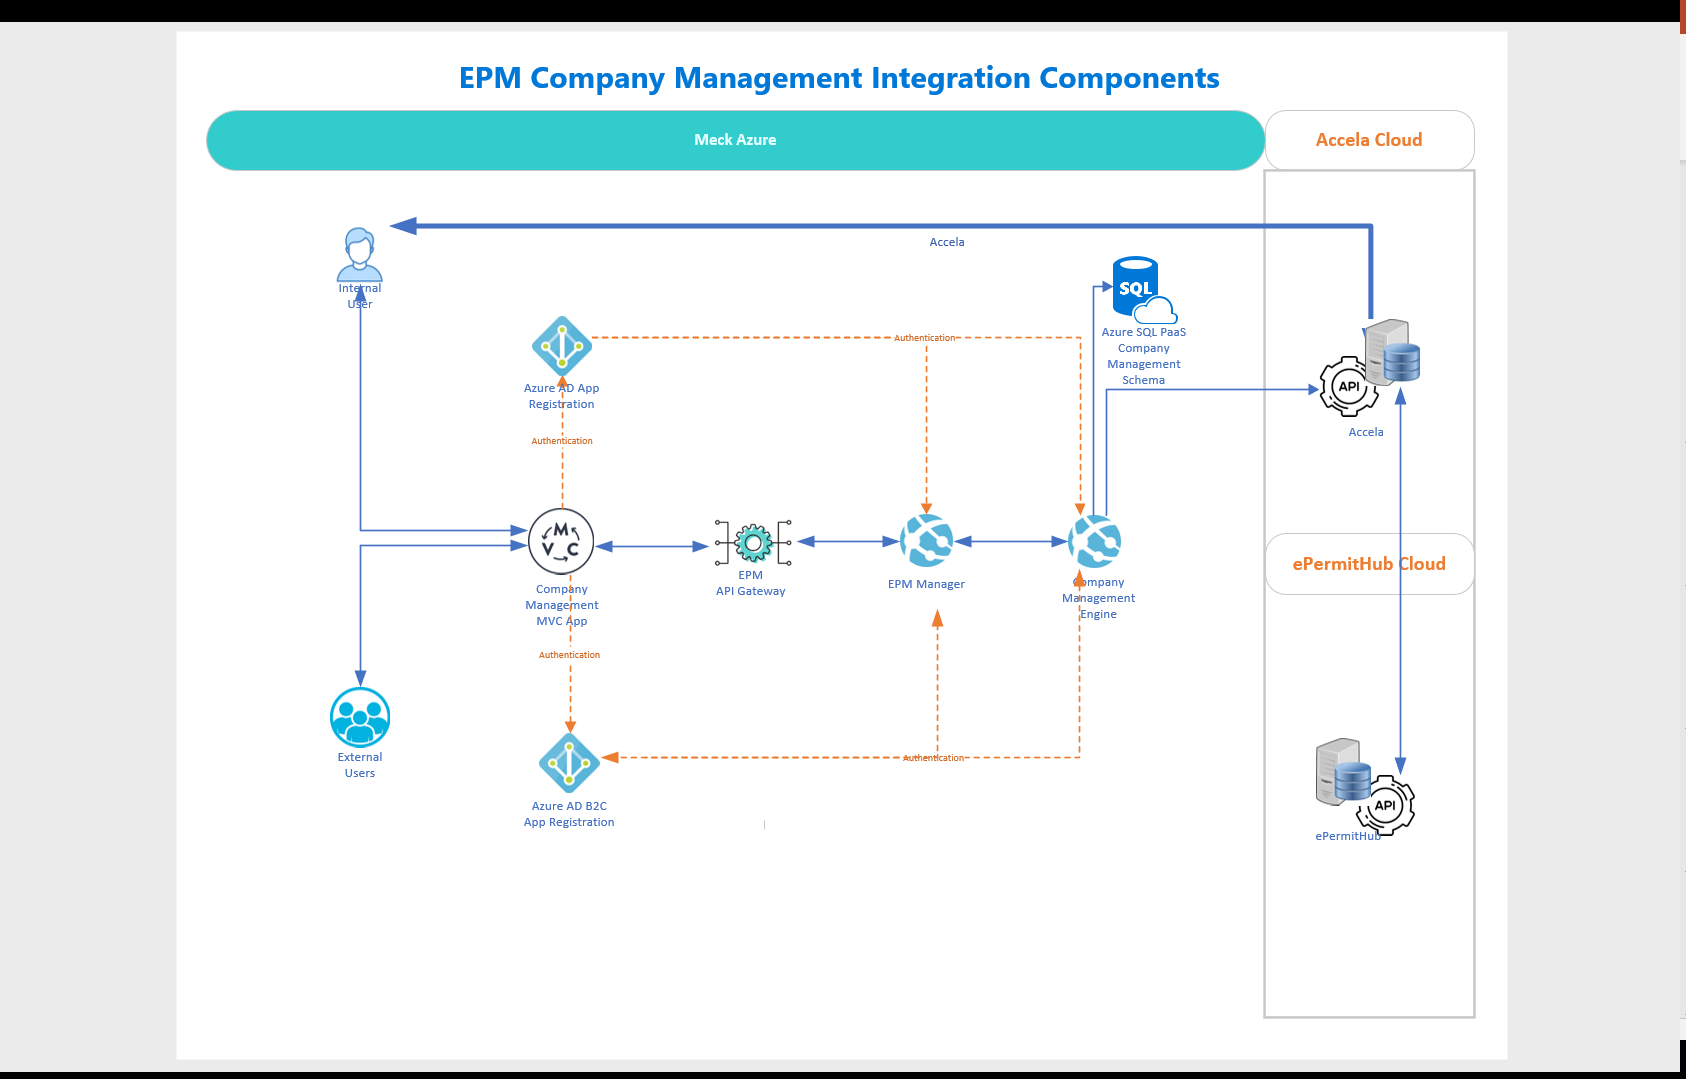 EPM Company Management Integration Components
Meck Azure
Accela Cloud
Accela
Internal
User
SQL
Azure SQL PaaS
Company
Management
Schema
Authentication
Azure AD App
Registration
API
Accela
Authentication
M
V C
Company
Management
MVC App
EPM
API Gateway
EPM Manager
Company
Management
Engine
ePermitHub Cloud
Authentication
External
Users
Authentication
Azure AD B2C
App Registration
API
ePermitHub